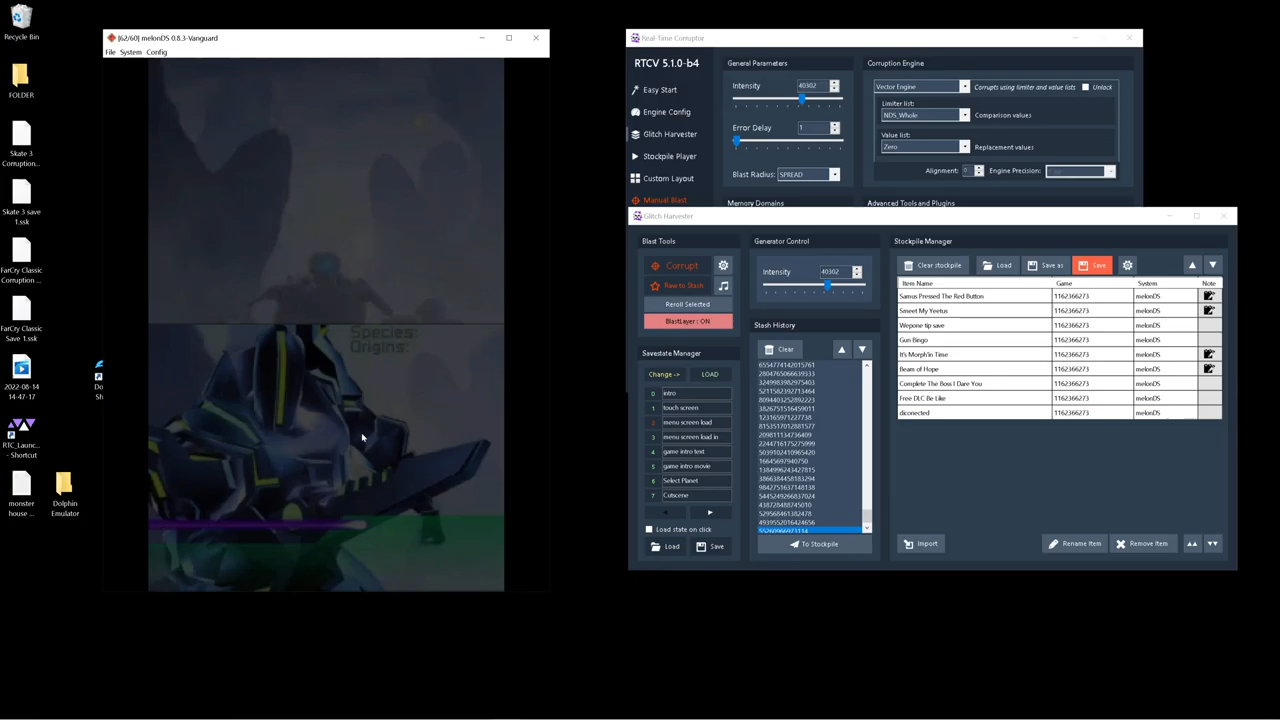 Recycle Bin
FOLDER
Skate 3
Corruption...
Skate 3 save
1.ssk
FarCry Classic
Corruption ...
FarCry Classic
Save 1.ssk
2022-08-14
14-47-17
RTC_Launc...
- Shortcut
monster
house ...
Dolphin
Emulator
Sh
[62/60] melonDS 0.8.3-Vanguard
File System Config
Species:
Origins:
Real-Time Corruptor
RTCV 5.1.0-b4
Easy Start
Engine Config
Glitch Harvester
Stockpile Player
Custom Layout
Manual Blast
General Parameters
Intensity 40302
Error Delay 1
Blast Radius: SPREAD
Memory Domains
Corruption Engine
Vector Engine Corrupts using limiter and value lists Unlock
Limiter list:
NDS_Whole Comparison values
Value list:
Zero Replacement values
Alignment: 0 Engine Precision:
Advanced Tools and Plugins
Glitch Harvester
Blast Tools
Corrupt
Raw to Stash
Reroll Selected
BlastLayer : ON
Savestate Manager
Change -> LOAD
0 intro
1 touch screen
2 menu screen load
3 menu screen load in
4 game intro text
5 game intro movie
6 Select Planet
7 Cutscene
Load state on click
Load Save
Generator Control
Intensity 40302
Stash History
Clear
To Stockpile
Stockpile Manager
Clear stockpile Load Save as Save
Item Name Game System Note
Samus Pressed The Red Button 1162366273 melonDS
Smeet My Yeetus 1162366273 melonDS
Wepone tip save 1162366273 melonDS
Gun Bingo 1162366273 melonDS
It's Morph'in Time 1162366273 melonDS
Beam of Hope 1162366273 melonDS
Complete The Boss I Dare You 1162366273 melonDS
Free DLC Be Like 1162366273 melonDS
diconected 1162366273 melonDS
Import Rename Item Remove Item